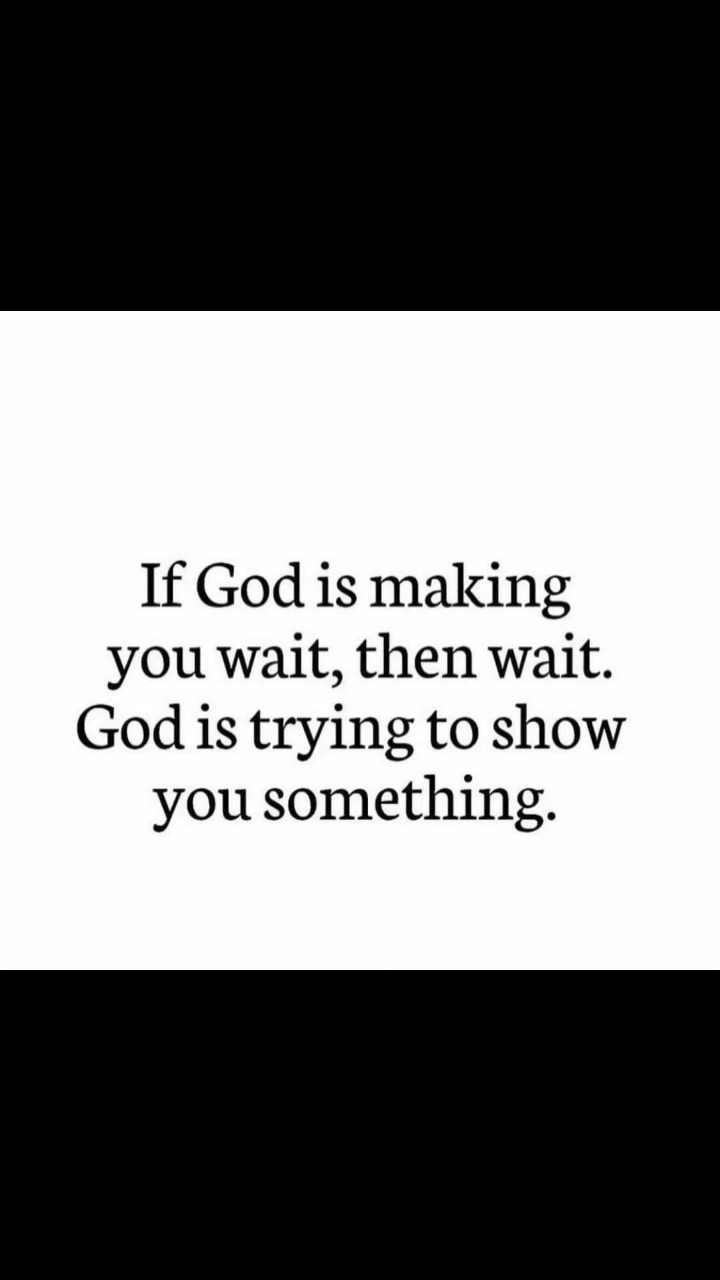 If God is making
you wait, then wait.
God is trying to show
you something.